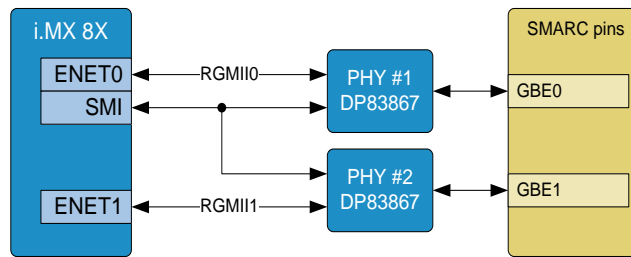 i.MX 8X
ENET0
SMI
ENET1
RGMII0
RGMII1
PHY #1
DP83867
PHY #2
DP83867
SMARC pins
GBE0
GBE1